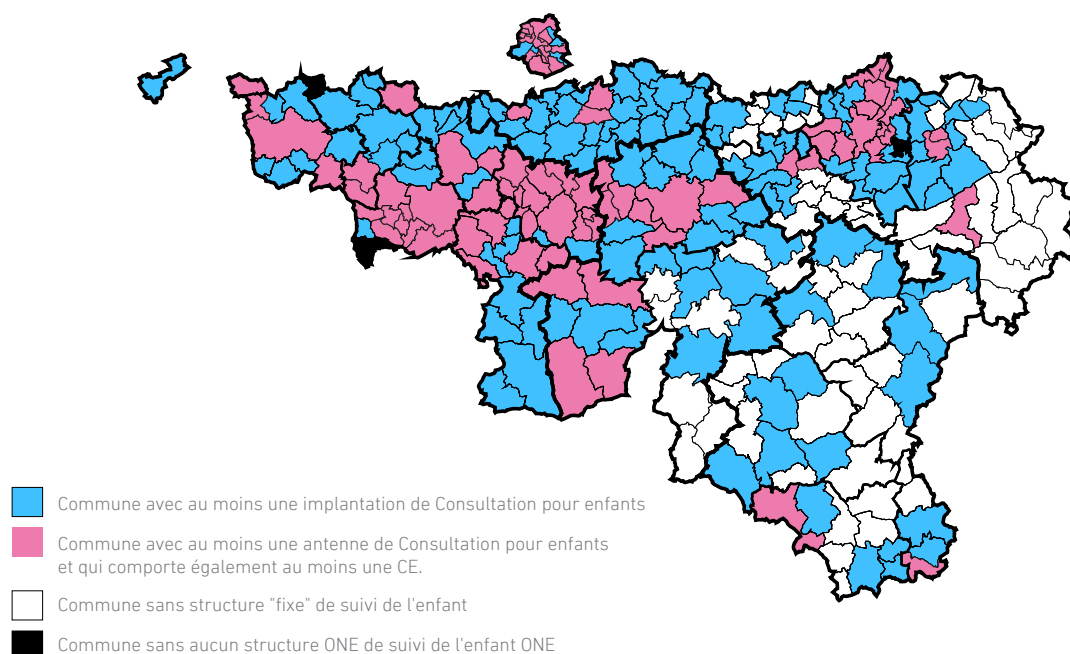 Commune avec au moins une implantation de Consultation pour enfants
Commune avec au moins une antenne de Consultation pour enfants
et qui comporte également au moins une CE.
Commune sans structure "fixe" de suivi de l'enfant
Commune sans aucun structure ONE de suivi de l'enfant ONE